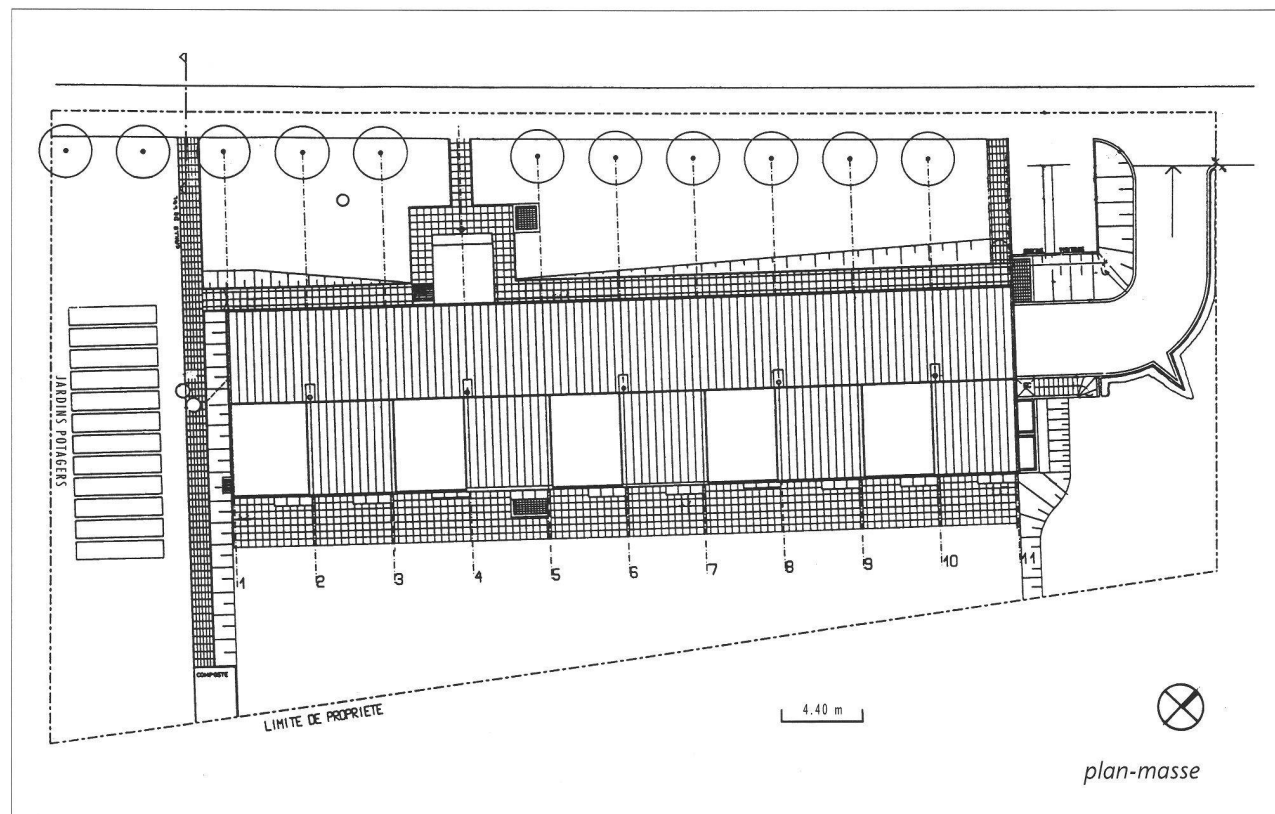 JARDINS POTAGERS
1
2
3
4
5
6
7
8
9
10
11
COMPOSTE
LIMITE DE PROPRIETE
4.40 m
plan-masse